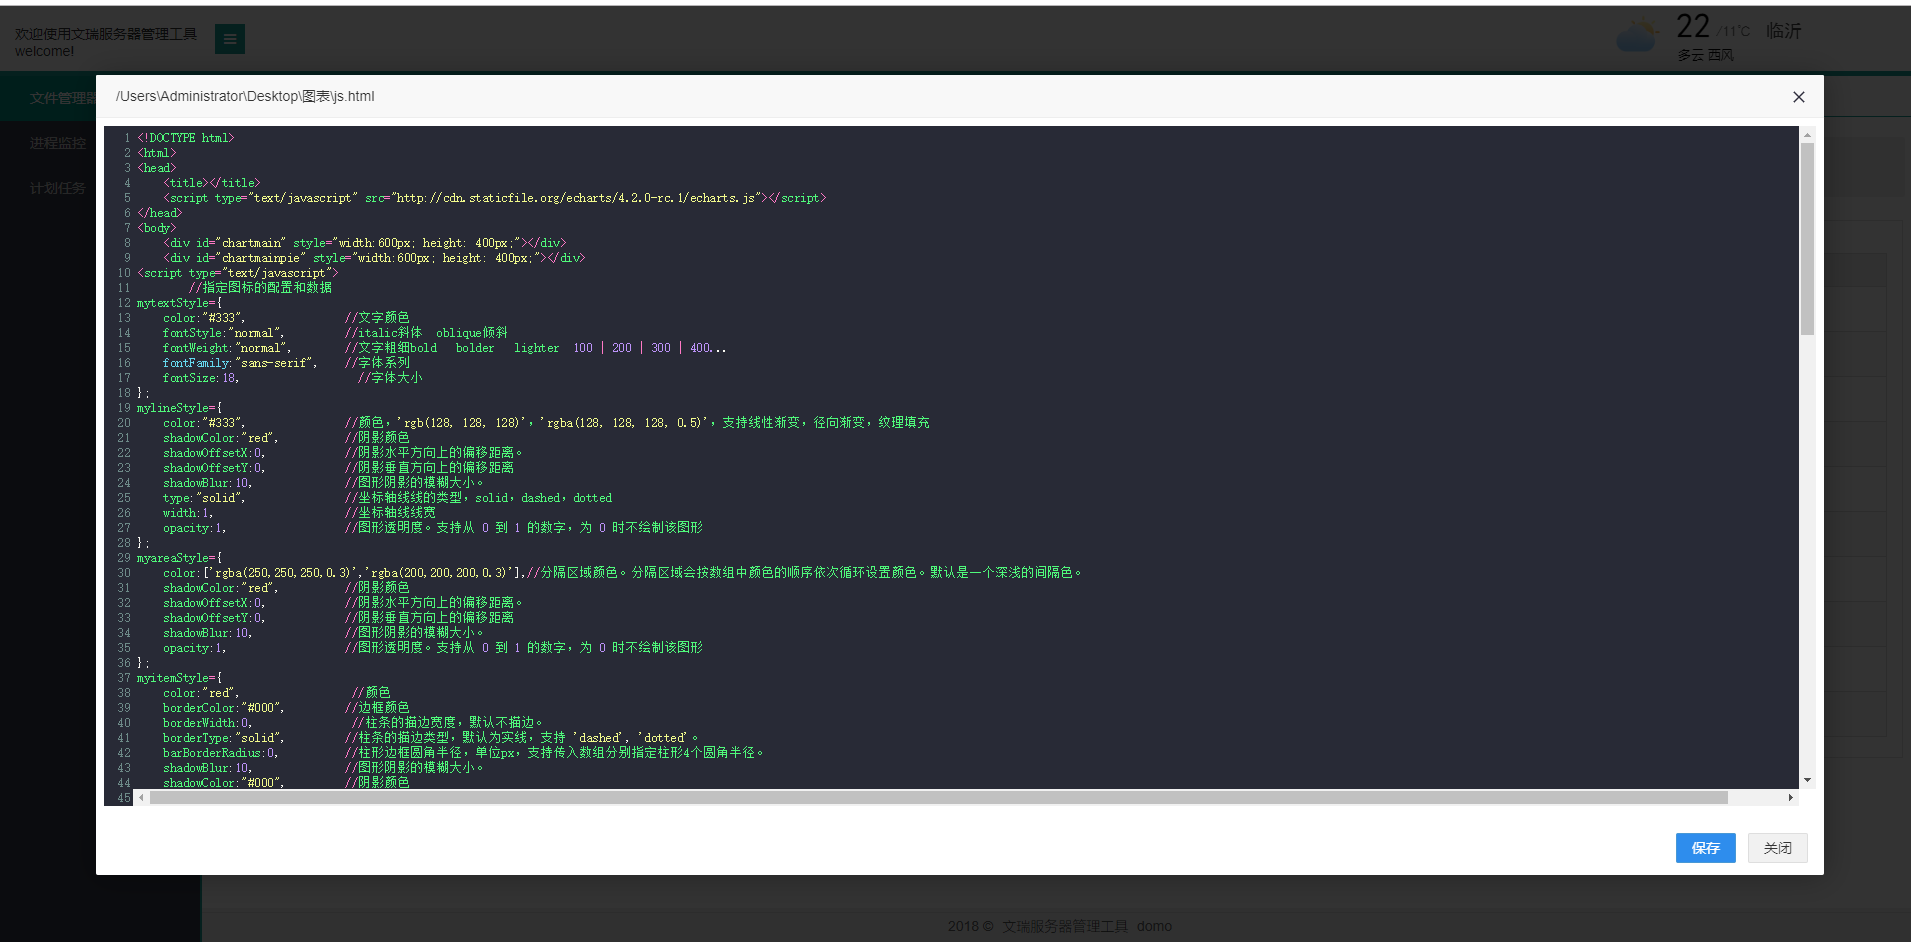 欢迎使用文瑞服务器管理工具
welcome!
22 /11℃ 临沂
多云 西风
文件管理器
进程监控
计划任务
/Users\Administrator\Desktop\图表\js.html
1 <!DOCTYPE html>
2 <html>
3 <head>
4     <title></title>
5     <script type="text/javascript" src="http://cdn.staticfile.org/echarts/4.2.0-rc.1/echarts.js"></script>
6 </head>
7 <body>
8     <div id="chartmain" style="width:600px; height: 400px;"></div>
9     <div id="chartmainpie" style="width:600px; height: 400px;"></div>
10 <script type="text/javascript">
11         //指定图标的配置和数据
12 mytextStyle={
13     color:"#333",               //文字颜色
14     fontStyle:"normal",         //italic斜体  oblique倾斜
15     fontWeight:"normal",        //文字粗细bold   bolder   lighter  100 | 200 | 300 | 400...
16     fontFamily:"sans-serif",    //字体系列
17     fontSize:18,                  //字体大小
18 };
19 mylineStyle={
20     color:"#333",               //颜色，'rgb(128, 128, 128)'，'rgba(128, 128, 128, 0.5)'，支持线性渐变，径向渐变，纹理填充
21     shadowColor:"red",          //阴影颜色
22     shadowOffsetX:0,            //阴影水平方向上的偏移距离。
23     shadowOffsetY:0,            //阴影垂直方向上的偏移距离
24     shadowBlur:10,              //图形阴影的模糊大小。
25     type:"solid",               //坐标轴线线的类型，solid，dashed，dotted
26     width:1,                    //坐标轴线线宽
27     opacity:1,                  //图形透明度。支持从 0 到 1 的数字，为 0 时不绘制该图形
28 };
29 myareaStyle={
30     color:['rgba(250,250,250,0.3)','rgba(200,200,200,0.3)'],//分隔区域颜色。分隔区域会按数组中颜色的顺序依次循环设置颜色。默认是一个深浅的间隔色。
31     shadowColor:"red",          //阴影颜色
32     shadowOffsetX:0,            //阴影水平方向上的偏移距离。
33     shadowOffsetY:0,            //阴影垂直方向上的偏移距离
34     shadowBlur:10,              //图形阴影的模糊大小。
35     opacity:1,                  //图形透明度。支持从 0 到 1 的数字，为 0 时不绘制该图形
36 };
37 myitemStyle={
38     color:"red",                 //颜色
39     borderColor:"#000",         //边框颜色
40     borderWidth:0,               //柱条的描边宽度，默认不描边。
41     borderType:"solid",         //柱条的描边类型，默认为实线，支持 'dashed', 'dotted'。
42     barBorderRadius:0,          //柱形边框圆角半径，单位px，支持传入数组分别指定柱形4个圆角半径。
43     shadowBlur:10,              //图形阴影的模糊大小。
44     shadowColor:"#000",         //阴影颜色
45
保存 关闭
2018 © 文瑞服务器管理工具 domo